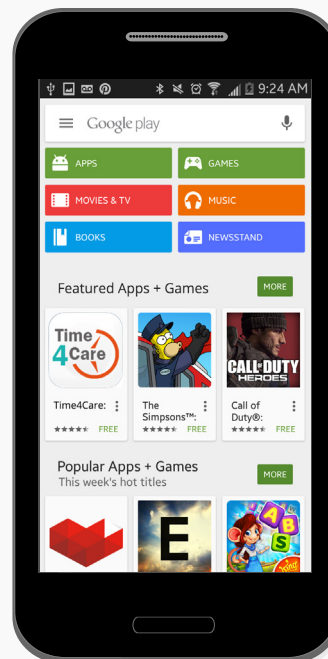 9:24 AM
Google play
APPS
GAMES
MOVIES & TV
MUSIC
BOOKS
NEWSSTAND
Featured Apps + Games
MORE
Time
4Care
CALL OF DUTY
HEROES
Time4Care:
The
Simpsons™:
Call of
Duty®:
FREE
FREE
FREE
Popular Apps + Games
This week's hot titles
MORE
E
A
B
S